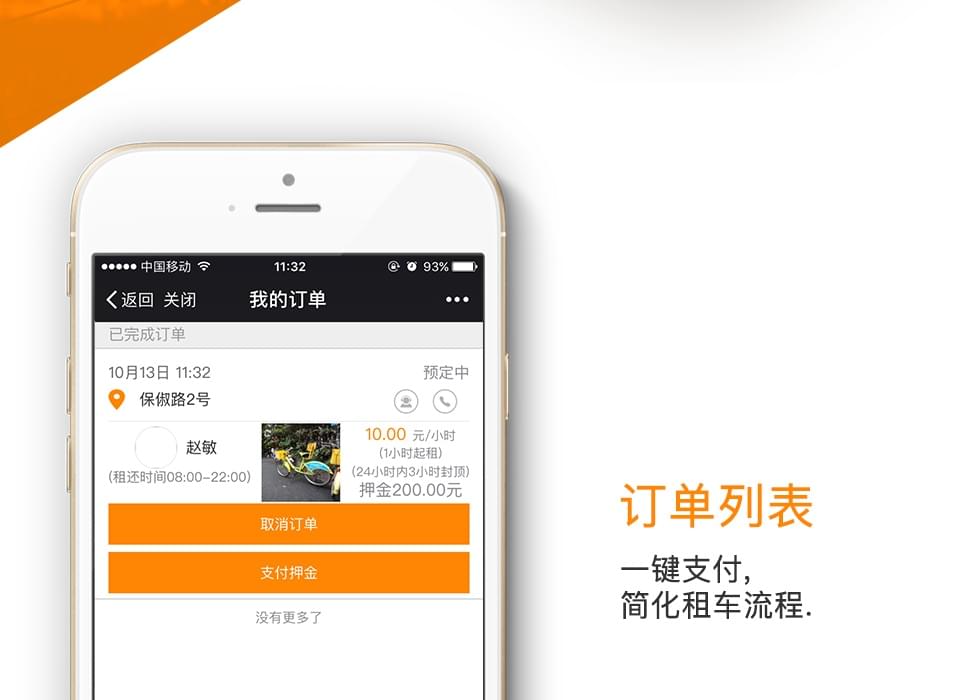 中国移动 11:32 93%
返回 关闭 我的订单
已完成订单
10月13日 11:32 预定中
保俶路2号
赵敏
(租还时间08:00-22:00)
10.00 元/小时
(1小时起租)
(24小时内3小时封顶)
押金200.00元
取消订单
支付押金
没有更多了
订单列表
一键支付,
简化租车流程.